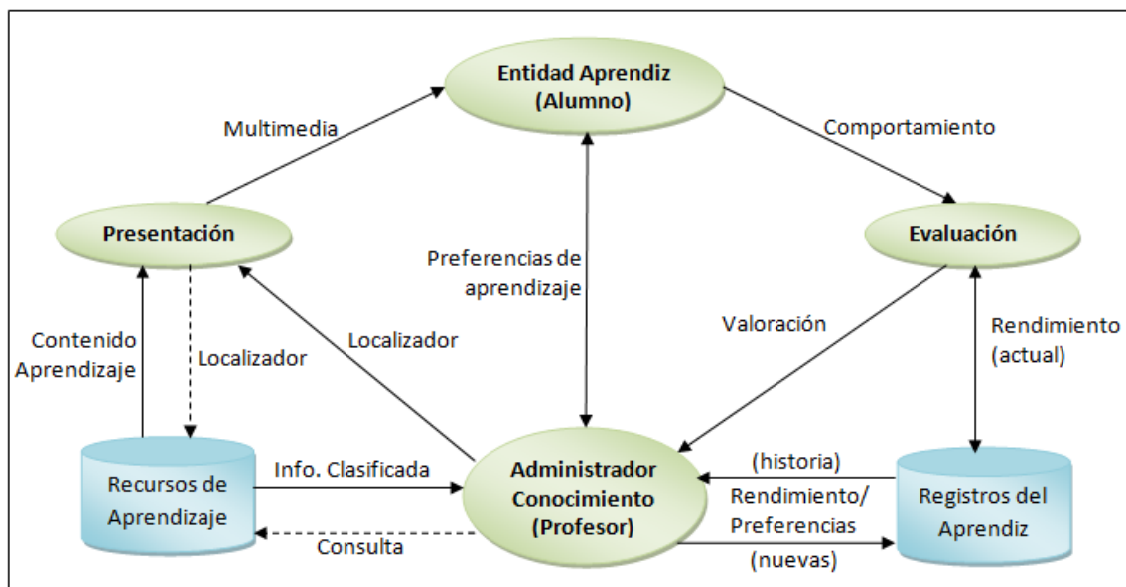 Entidad Aprendiz
(Alumno)
Multimedia
Comportamiento
Presentación
Evaluación
Preferencias de
aprendizaje
Contenido
Aprendizaje
Localizador
Localizador
Valoración
Rendimiento
(actual)
Recursos de
Aprendizaje
Info. Clasificada
Consulta
Administrador
Conocimiento
(Profesor)
(historia)
Rendimiento/
Preferencias
(nuevas)
Registros del
Aprendiz